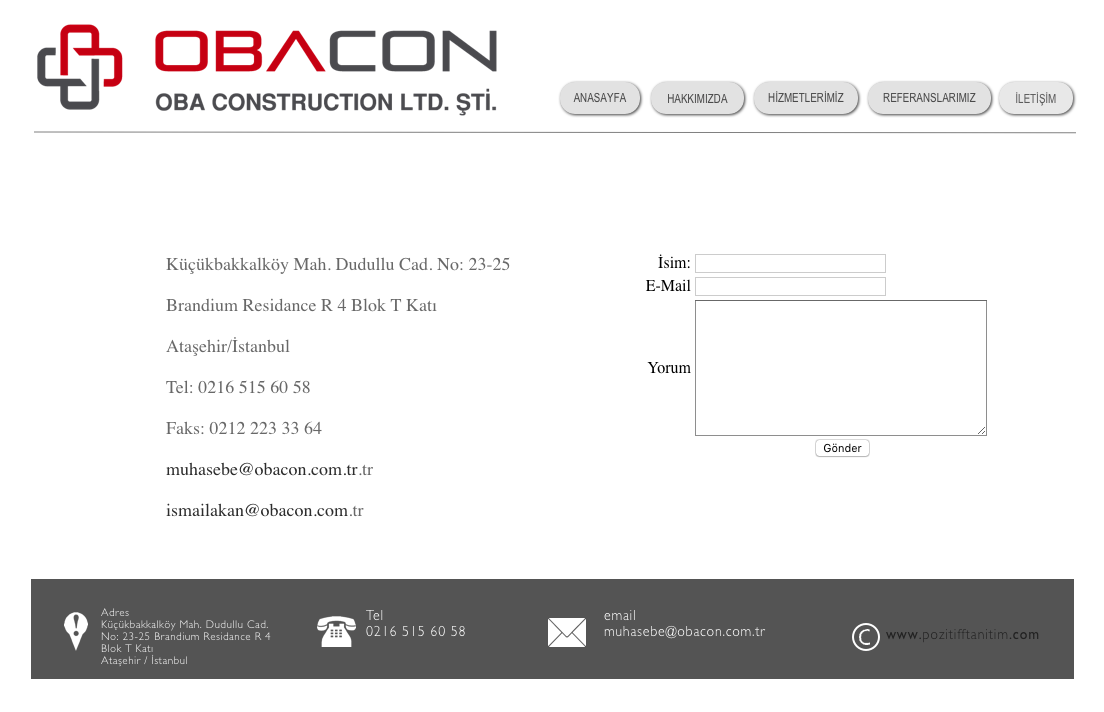 OBACON
OBA CONSTRUCTION LTD. ŞTİ.
ANASAYFA
HAKKIMIZDA
HİZMETLERİMİZ
REFERANSLARIMIZ
İLETİŞİM
Küçükbakkalköy Mah. Dudullu Cad. No: 23-25
Brandium Residance R 4 Blok T Katı
Ataşehir/İstanbul
Tel: 0216 515 60 58
Faks: 0212 223 33 64
muhasebe@obacon.com.tr.tr
ismailakan@obacon.com.tr
İsim:
E-Mail
Yorum
Gönder
Adres
Küçükbakkalköy Mah. Dudullu Cad.
No: 23-25 Brandium Residance R 4
Blok T Katı
Ataşehir / İstanbul
Tel
0216 515 60 58
email
muhasebe@obacon.com.tr
© www.pozitifftanitim.com